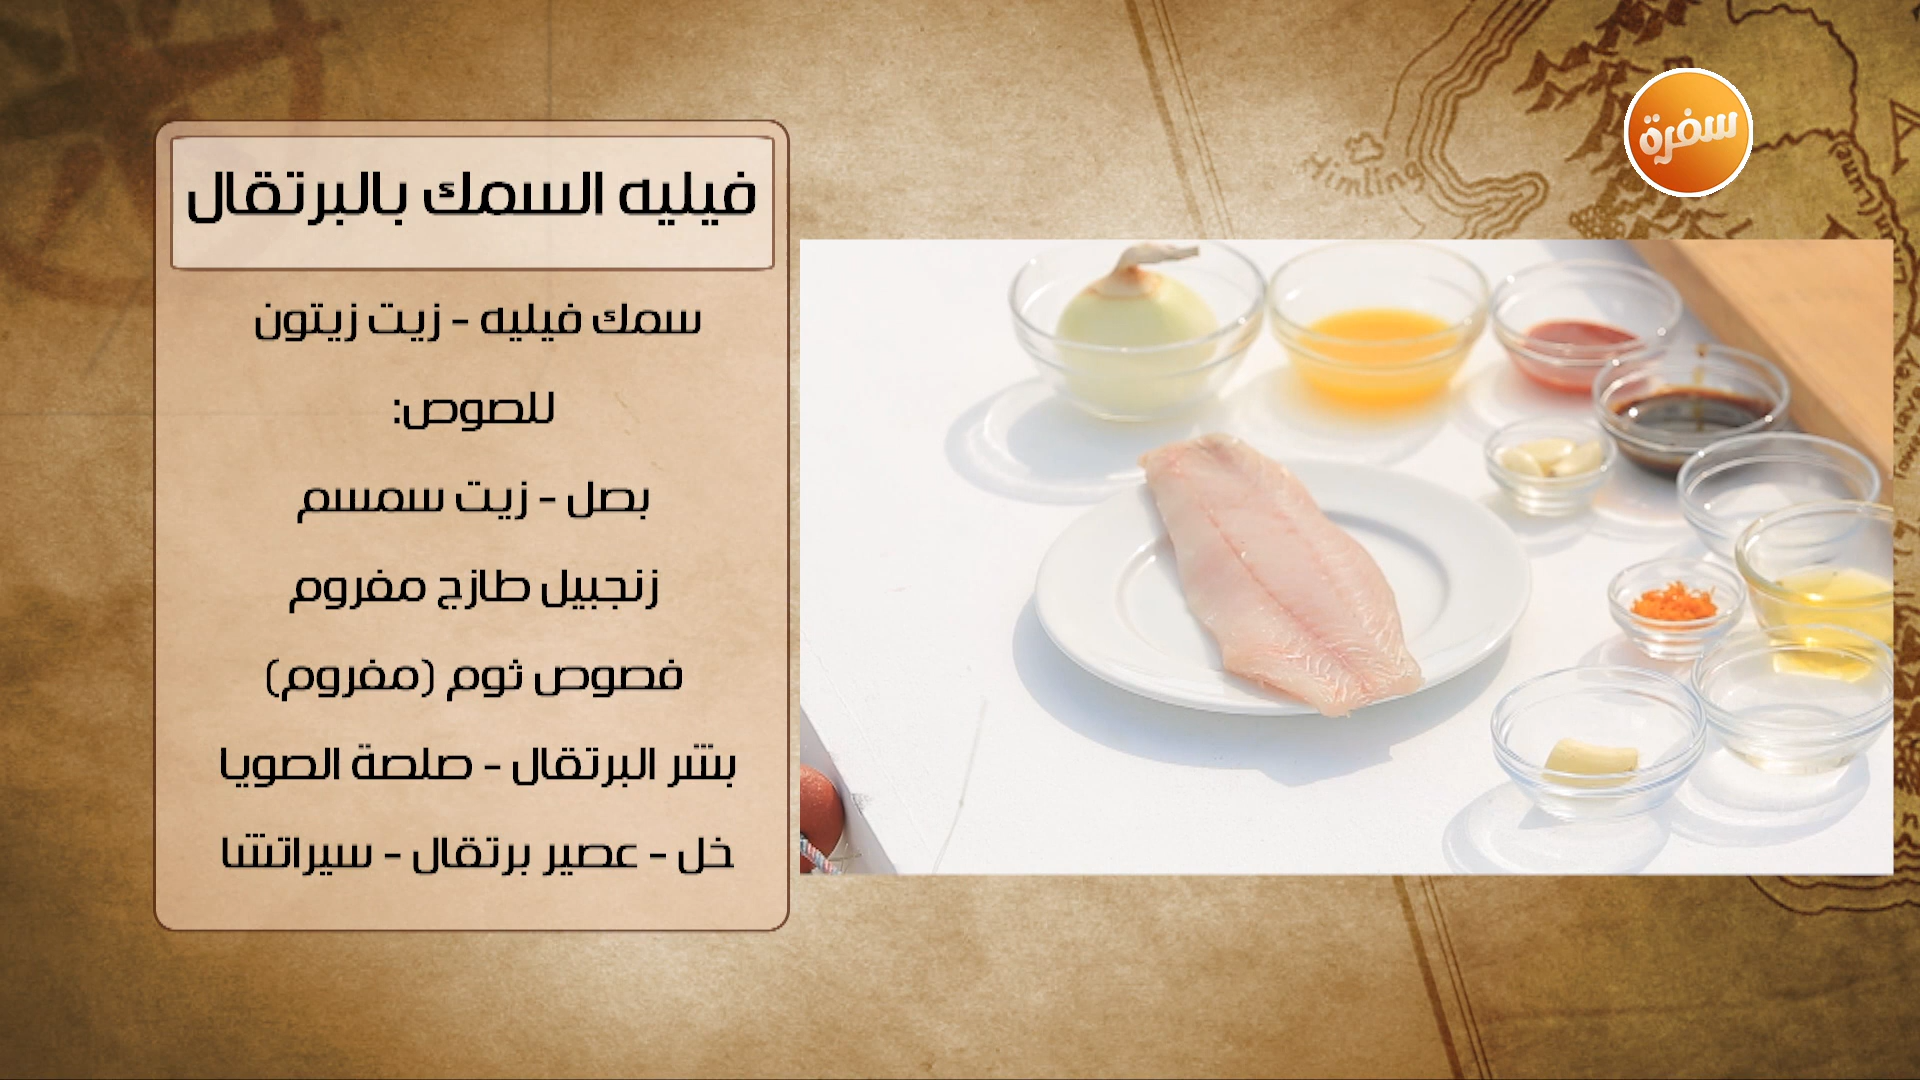 سفرة
فيليه السمك بالبرتقال
سمك فيليه - زيت زيتون
للصوص:
بصل - زيت سمسم
زنجبيل طازج مفروم
فصوص ثوم (مفروم)
بشر البرتقال - صلصة الصويا
خل - عصير برتقال - سيراتشا
Himling